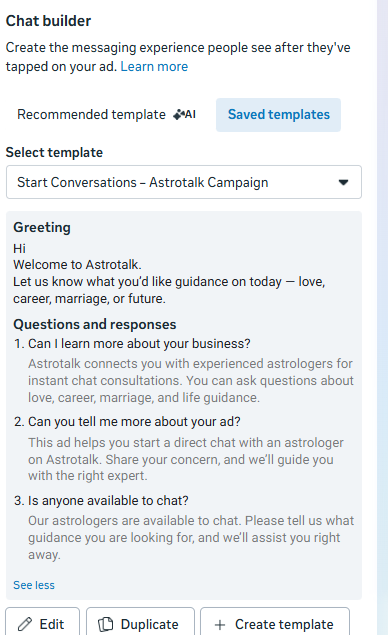 Chat builder
Create the messaging experience people see after they've
tapped on your ad. Learn more
Recommended template AI
Saved templates
Select template
Start Conversations – Astrotalk Campaign
Greeting
Hi
Welcome to Astrotalk.
Let us know what you'd like guidance on today — love,
career, marriage, or future.
Questions and responses
1. Can I learn more about your business?
Astrotalk connects you with experienced astrologers for
instant chat consultations. You can ask questions about
love, career, marriage, and life guidance.
2. Can you tell me more about your ad?
This ad helps you start a direct chat with an astrologer
on Astrotalk. Share your concern, and we'll guide you
with the right expert.
3. Is anyone available to chat?
Our astrologers are available to chat. Please tell us what
guidance you are looking for, and we'll assist you right
away.
See less
Edit
Duplicate
+ Create template